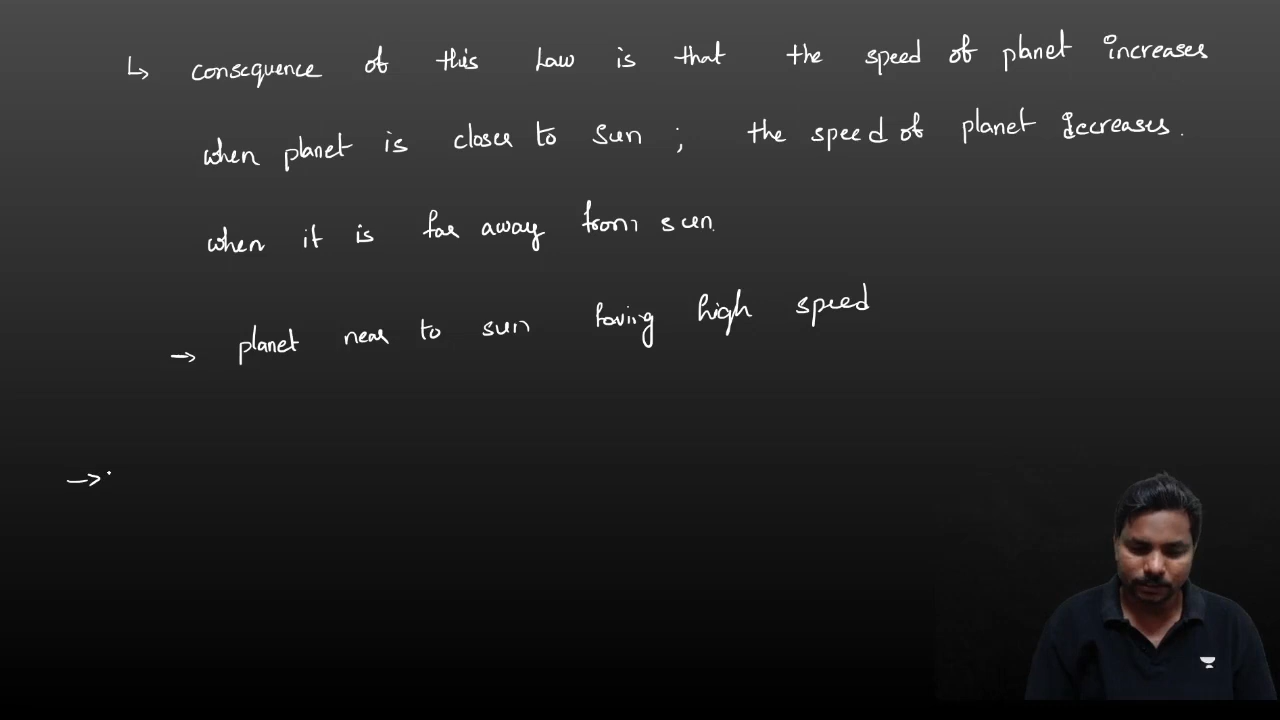 ↳ consequence of this Law is that the speed of planet increases
when planet is closer to sun ; the speed of planet decreases.
when it is far away from sun.
→ planet near to sun having high speed
→